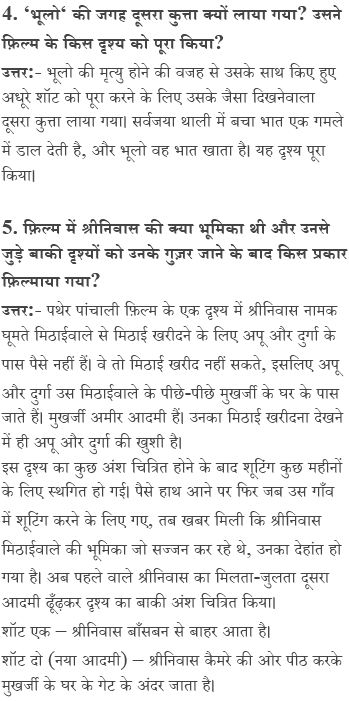 4. ‘भूलो‘ की जगह दूसरा कुत्ता क्यों लाया गया? उसने
फ़िल्म के किस दृश्य को पूरा किया?
उत्तर:- भूलो की मृत्यु होने की वजह से उसके साथ किए हुए
अधूरे शॉट को पूरा करने के लिए उसके जैसा दिखनेवाला
दूसरा कुत्ता लाया गया। सर्वजया थाली में बचा भात एक गमले
में डाल देती है, और भूलो वह भात खाता है। यह दृश्य पूरा
किया।
5. फ़िल्म में श्रीनिवास की क्या भूमिका थी और उनसे
जुड़े बाकी दृश्यों को उनके गुज़र जाने के बाद किस प्रकार
फ़िल्माया गया?
उत्तर:- पथेर पांचाली फ़िल्म के एक दृश्य में श्रीनिवास नामक
घूमते मिठाईवाले से मिठाई खरीदने के लिए अपू और दुर्गा के
पास पैसे नहीं हैं। वे तो मिठाई खरीद नहीं सकते, इसलिए अपू
और दुर्गा उस मिठाईवाले के पीछे-पीछे मुखर्जी के घर के पास
जाते हैं। मुखर्जी अमीर आदमी हैं। उनका मिठाई खरीदना देखने
में ही अपू और दुर्गा की खुशी है।
इस दृश्य का कुछ अंश चित्रित होने के बाद शूटिंग कुछ महीनों
के लिए स्थगित हो गई। पैसे हाथ आने पर फिर जब उस गाँव
में शूटिंग करने के लिए गए, तब खबर मिली कि श्रीनिवास
मिठाईवाले की भूमिका जो सज्जन कर रहे थे, उनका देहांत हो
गया है। अब पहले वाले श्रीनिवास का मिलता-जुलता दूसरा
आदमी ढूँढ़कर दृश्य का बाकी अंश चित्रित किया।
शॉट एक – श्रीनिवास बाँसबन से बाहर आता है।
शॉट दो (नया आदमी) – श्रीनिवास कैमरे की ओर पीठ करके
मुखर्जी के घर के गेट के अंदर जाता है।